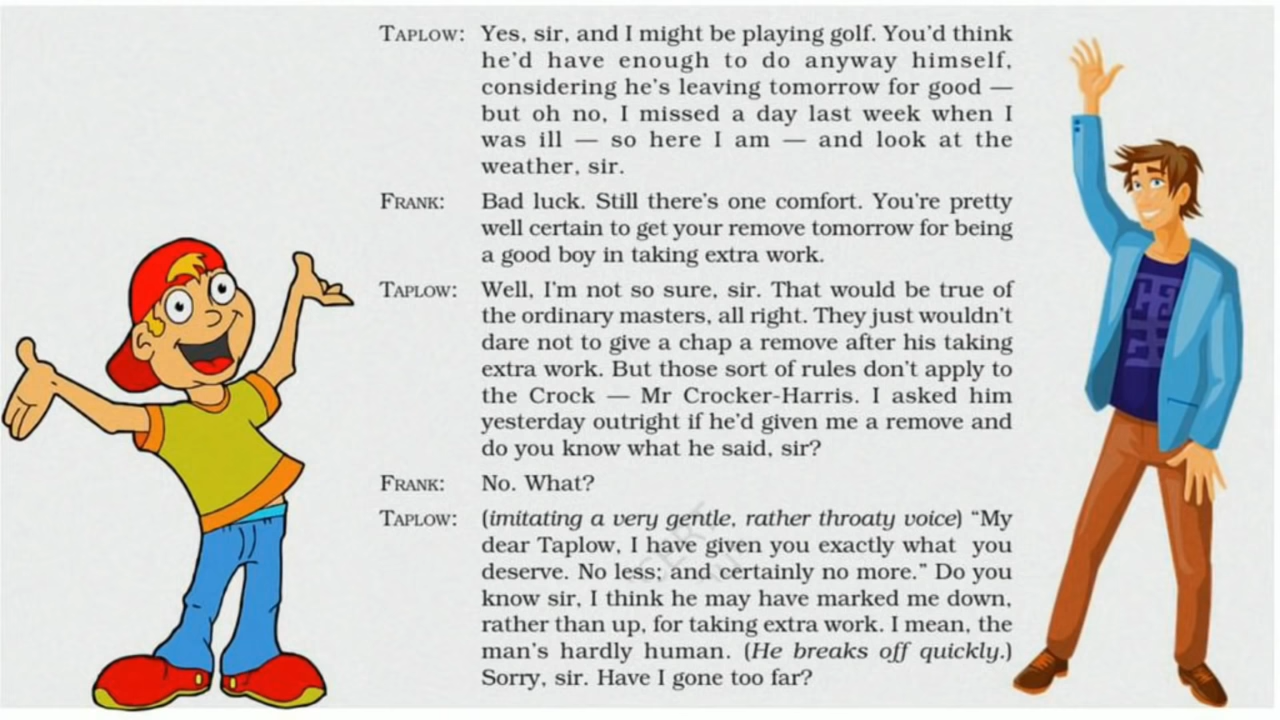 TAPLOW: Yes, sir, and I might be playing golf. You'd think
he'd have enough to do anyway himself,
considering he's leaving tomorrow for good —
but oh no, I missed a day last week when I
was ill — so here I am — and look at the
weather, sir.
FRANK: Bad luck. Still there's one comfort. You're pretty
well certain to get your remove tomorrow for being
a good boy in taking extra work.
TAPLOW: Well, I'm not so sure, sir. That would be true of
the ordinary masters, all right. They just wouldn't
dare not to give a chap a remove after his taking
extra work. But those sort of rules don't apply to
the Crock — Mr Crocker-Harris. I asked him
yesterday outright if he'd given me a remove and
do you know what he said, sir?
FRANK: No. What?
TAPLOW: (imitating a very gentle, rather throaty voice) “My
dear Taplow, I have given you exactly what you
deserve. No less; and certainly no more.” Do you
know sir, I think he may have marked me down,
rather than up, for taking extra work. I mean, the
man's hardly human. (He breaks off quickly.)
Sorry, sir. Have I gone too far?